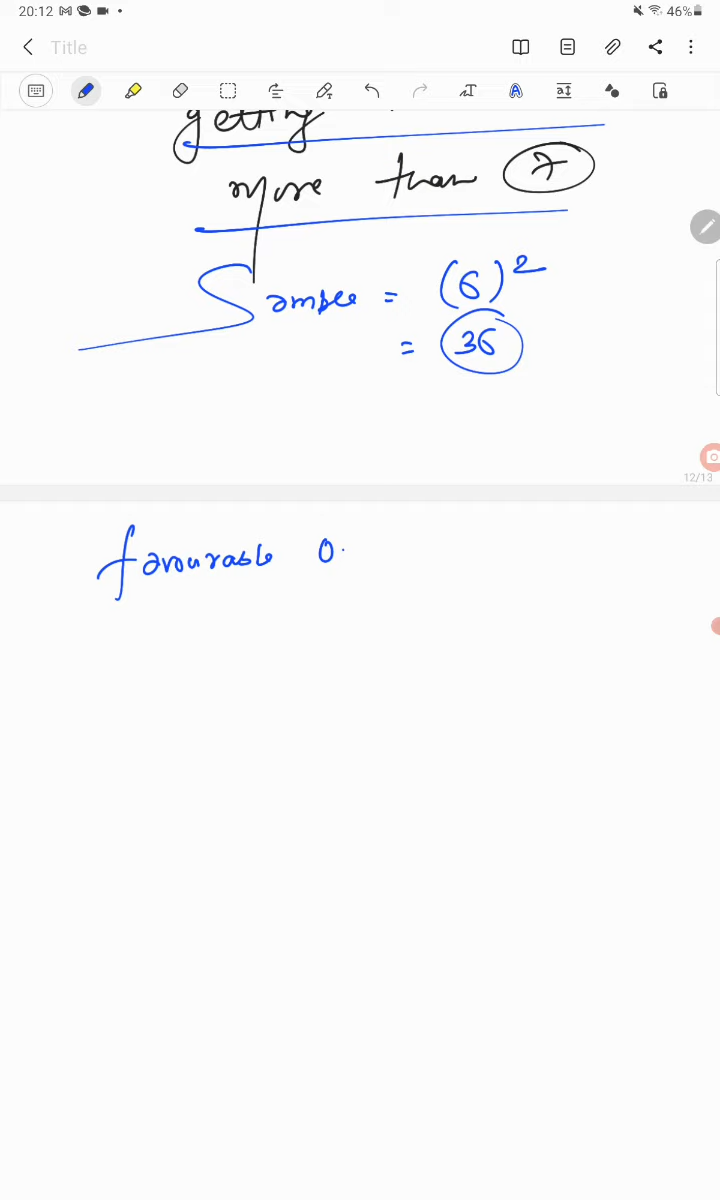 20:12 46%
Title
getting
more than 7
Sample = (6)²
= 36
12/13
favourable o.